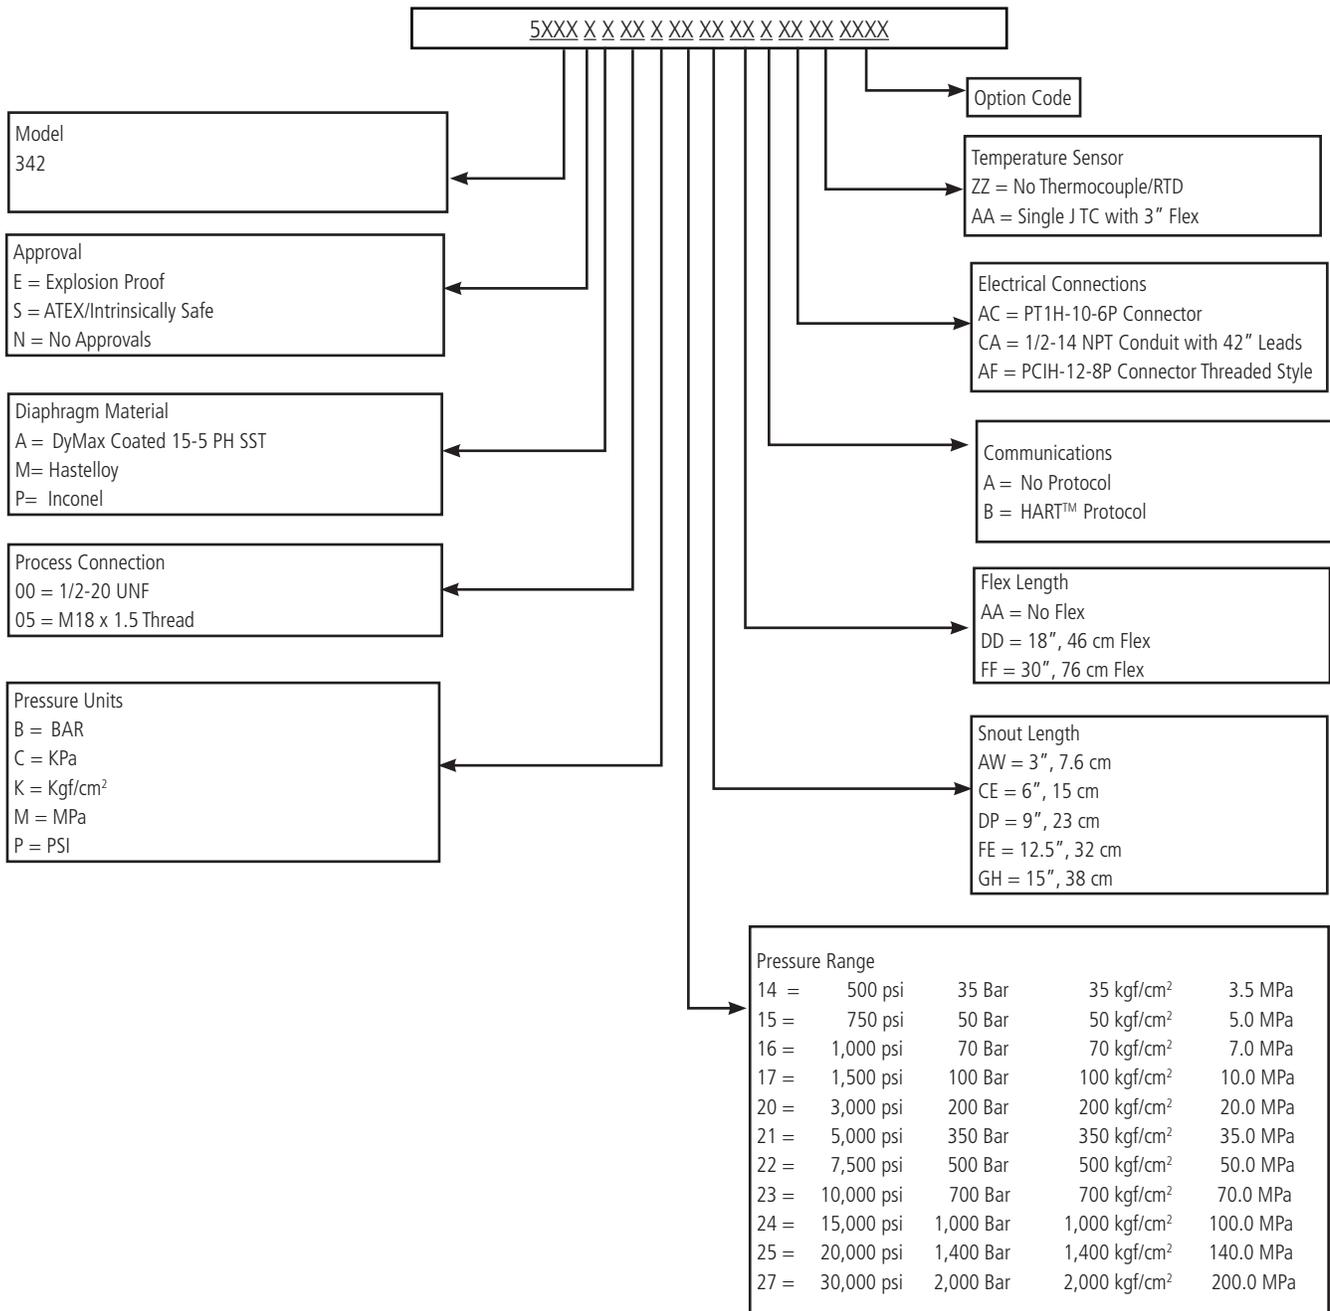 5XXX X X XX X XX XX XX X XX XX XXXX
Option Code
Model
342
Temperature Sensor
ZZ = No Thermocouple/RTD
AA = Single J TC with 3” Flex
Approval
E = Explosion Proof
S = ATEX/Intrinsically Safe
N = No Approvals
Electrical Connections
AC = PT1H-10-6P Connector
CA = 1/2-14 NPT Conduit with 42” Leads
AF = PCIH-12-8P Connector Threaded Style
Diaphragm Material
A = DyMax Coated 15-5 PH SST
M= Hastelloy
P= Inconel
Communications
A = No Protocol
B = HART™ Protocol
Process Connection
00 = 1/2-20 UNF
05 = M18 x 1.5 Thread
Flex Length
AA = No Flex
DD = 18”, 46 cm Flex
FF = 30”, 76 cm Flex
Pressure Units
B = BAR
C = KPa
K = Kgf/cm²
M = MPa
P = PSI
Snout Length
AW = 3”, 7.6 cm
CE = 6”, 15 cm
DP = 9”, 23 cm
FE = 12.5”, 32 cm
GH = 15”, 38 cm
Pressure Range
14 = 500 psi 35 Bar 35 kgf/cm² 3.5 MPa
15 = 750 psi 50 Bar 50 kgf/cm² 5.0 MPa
16 = 1,000 psi 70 Bar 70 kgf/cm² 7.0 MPa
17 = 1,500 psi 100 Bar 100 kgf/cm² 10.0 MPa
20 = 3,000 psi 200 Bar 200 kgf/cm² 20.0 MPa
21 = 5,000 psi 350 Bar 350 kgf/cm² 35.0 MPa
22 = 7,500 psi 500 Bar 500 kgf/cm² 50.0 MPa
23 = 10,000 psi 700 Bar 700 kgf/cm² 70.0 MPa
24 = 15,000 psi 1,000 Bar 1,000 kgf/cm² 100.0 MPa
25 = 20,000 psi 1,400 Bar 1,400 kgf/cm² 140.0 MPa
27 = 30,000 psi 2,000 Bar 2,000 kgf/cm² 200.0 MPa